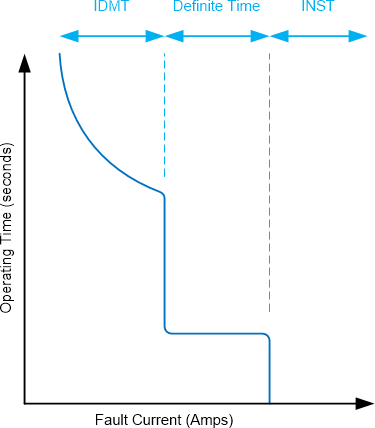 IDMT Definite Time INST
Operating Time (seconds)
Fault Current (Amps)